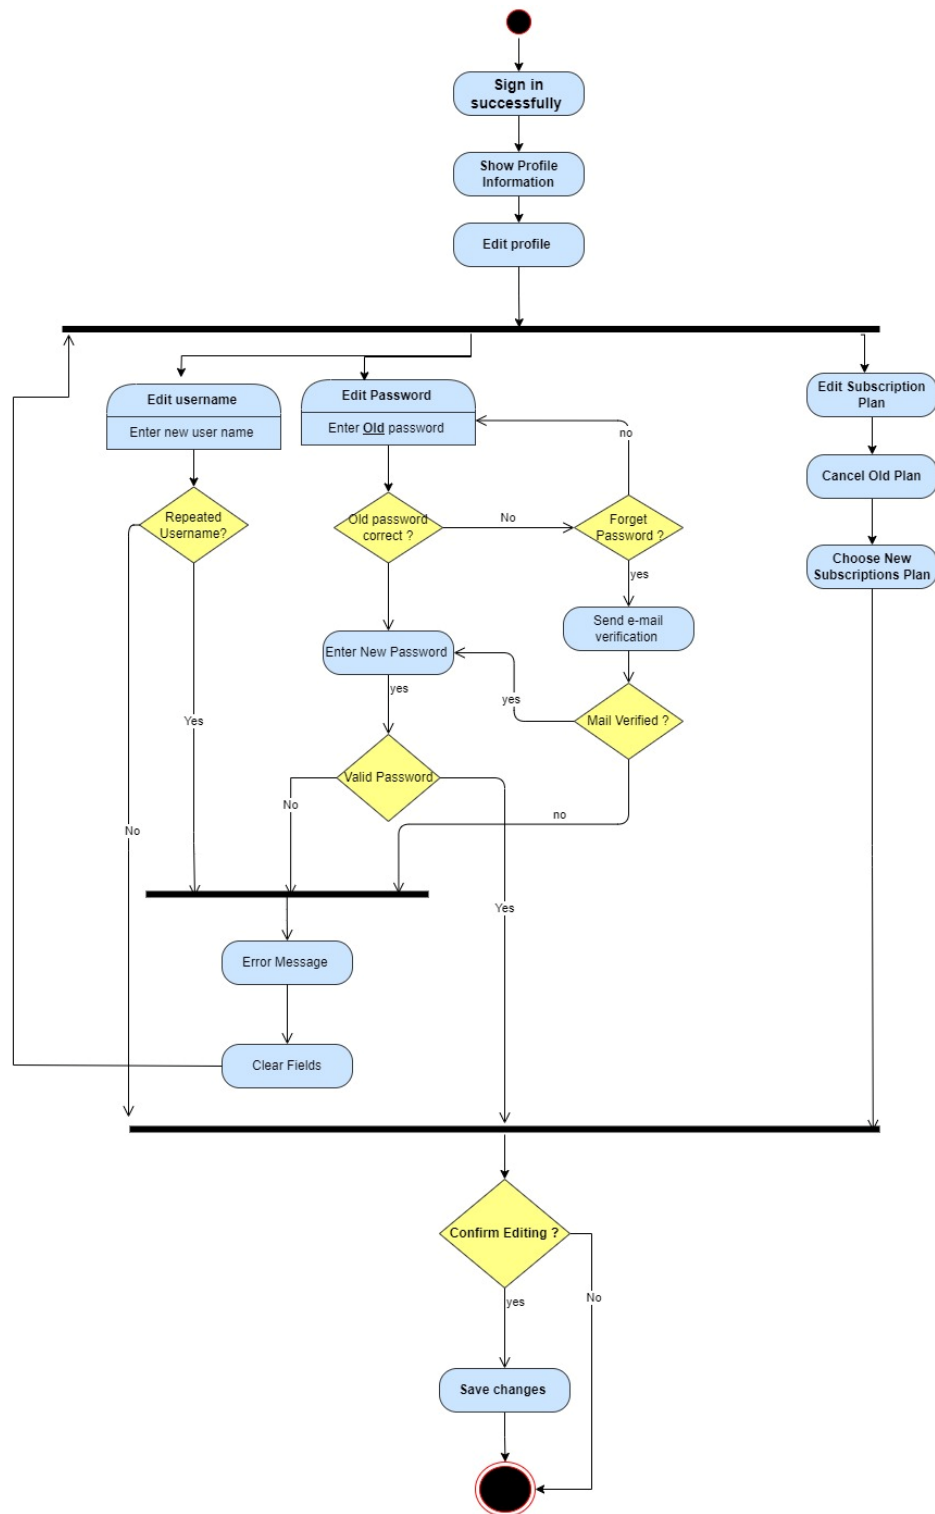 Sign in
successfully
Show Profile
Information
Edit profile
Edit username
Enter new user name
Edit Password
Enter Old password
no
Edit Subscription
Plan
Cancel Old Plan
Repeated
Username?
Old password
correct ?
No
Forget
Password ?
Choose New
Subscriptions Plan
yes
Send e-mail
verification
Enter New Password
yes
yes
Mail Verified ?
Yes
Valid Password
No
no
No
Yes
Error Message
Clear Fields
Confirm Editing ?
No
yes
Save changes